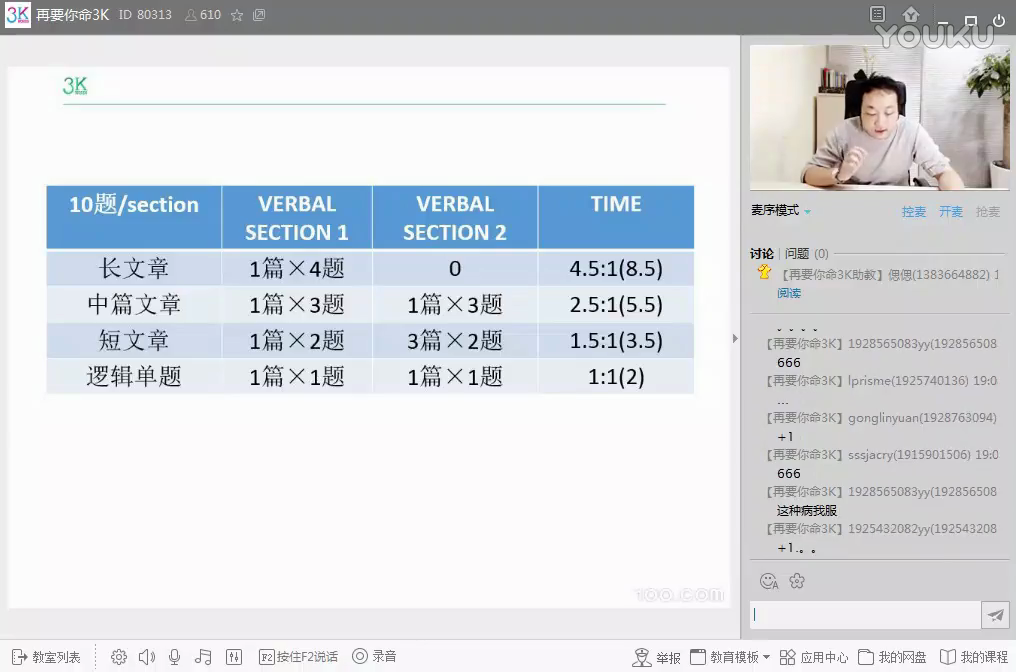 3K 再要你命3K ID 80313 610
YOUKU
3K
10题/section VERBAL SECTION 1 VERBAL SECTION 2 TIME
长文章 1篇×4题 0 4.5:1(8.5)
中篇文章 1篇×3题 1篇×3题 2.5:1(5.5)
短文章 1篇×2题 3篇×2题 1.5:1(3.5)
逻辑单题 1篇×1题 1篇×1题 1:1(2)
100.com
麦序模式 控麦 开麦 抢麦
讨论 问题 (0)
【再要你命3K助教】偲偲(1383664882) 1
阅读
。。。。
【再要你命3K】1928565083yy(192856508
666
【再要你命3K】lprisme(1925740136) 19:0
...
【再要你命3K】gonglinyuan(1928763094)
+1
【再要你命3K】sssjacry(1915901506) 19:0
666
【再要你命3K】1928565083yy(192856508
这种病我服
【再要你命3K】1925432082yy(192543208
+1.。。
教室列表 F2 按住F2说话 录音 举报 教育模板 应用中心 我的网盘 我的课程